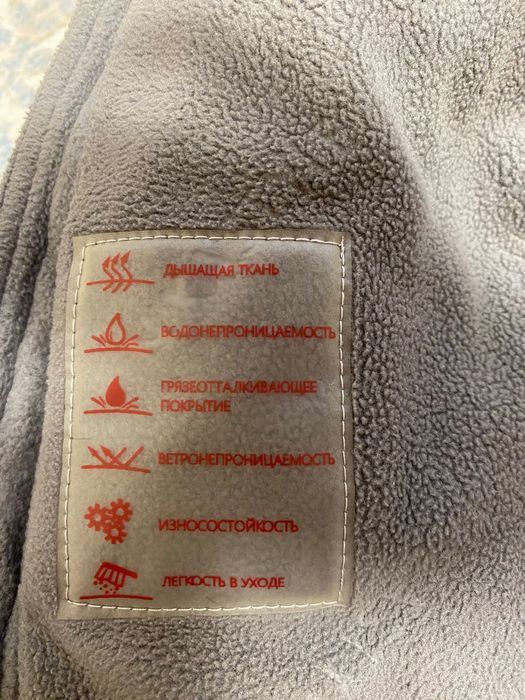 ДЫШАЩАЯ ТКАНЬ
ВОДОНЕПРОНИЦАЕМОСТЬ
ГРЯЗЕОТТАЛКИВАЮЩЕЕ
ПОКРЫТИЕ
ВЕТРОНЕПРОНИЦАЕМОСТЬ
ИЗНОСОСТОЙКОСТЬ
ЛЕГКОСТЬ В УХОДЕ